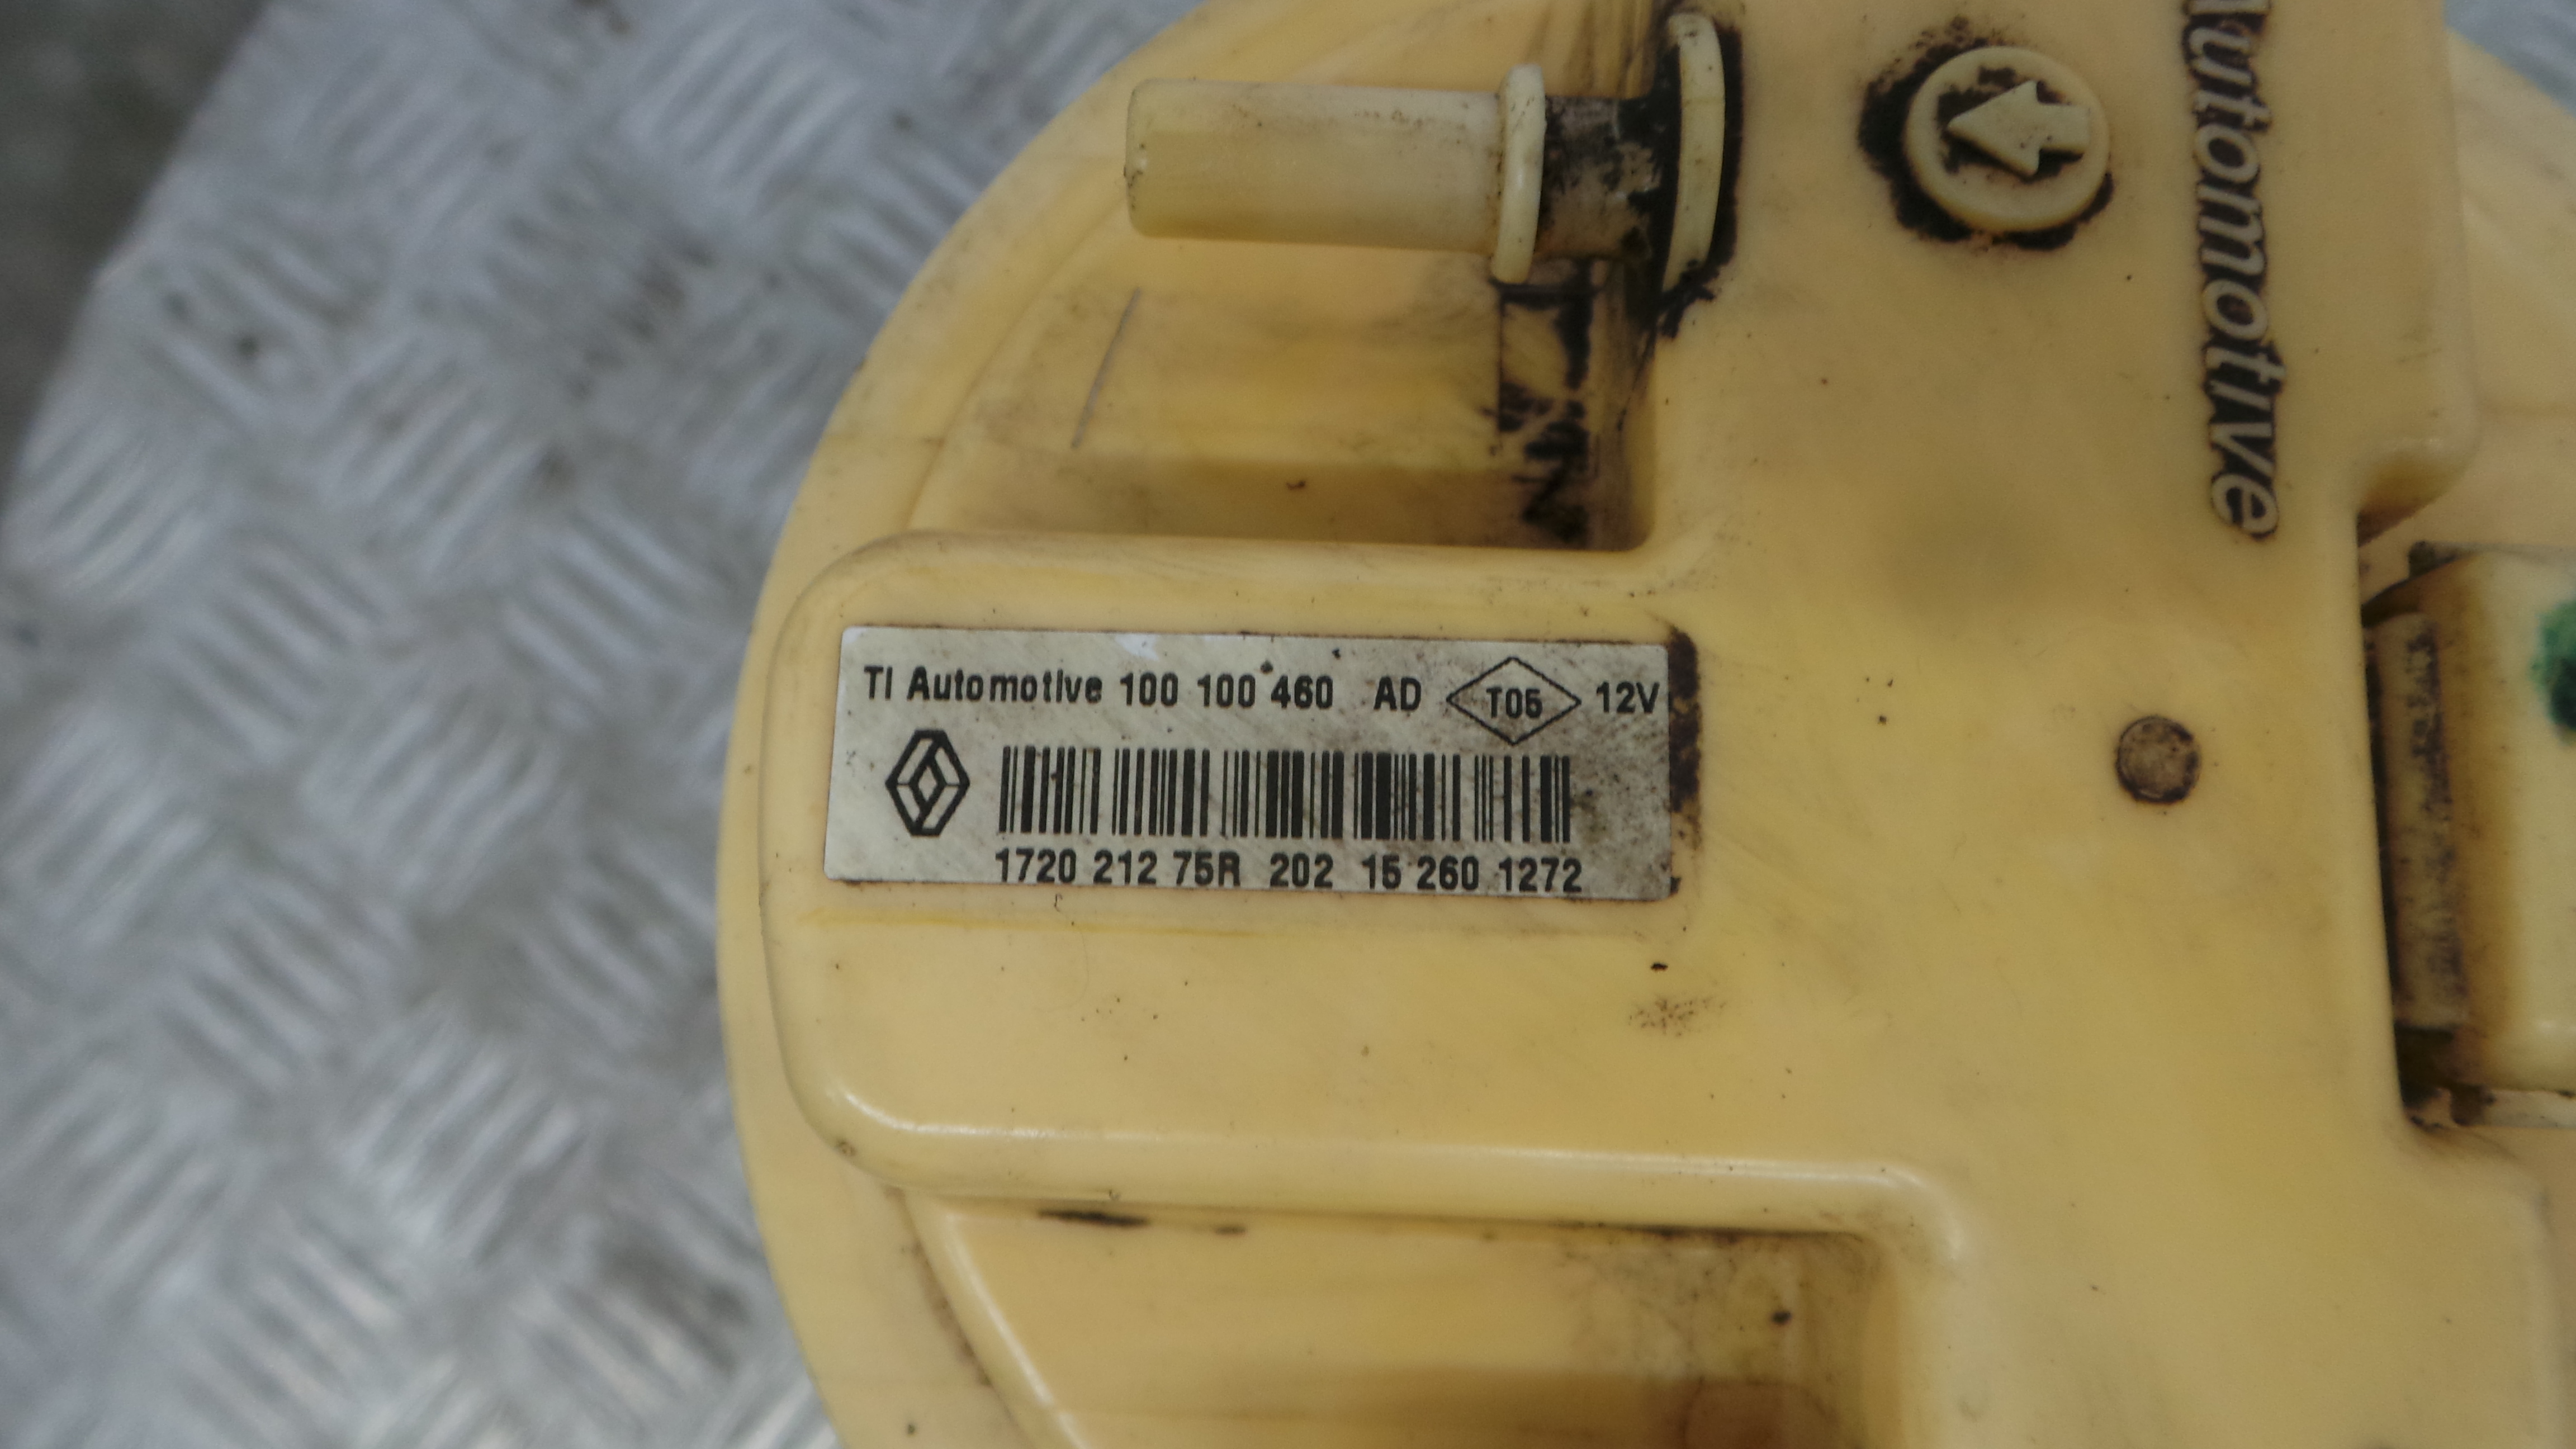 Automotive
TI Automotive 100 100 460 AD T05 12V
1720 212 75R 202 15 260 1272